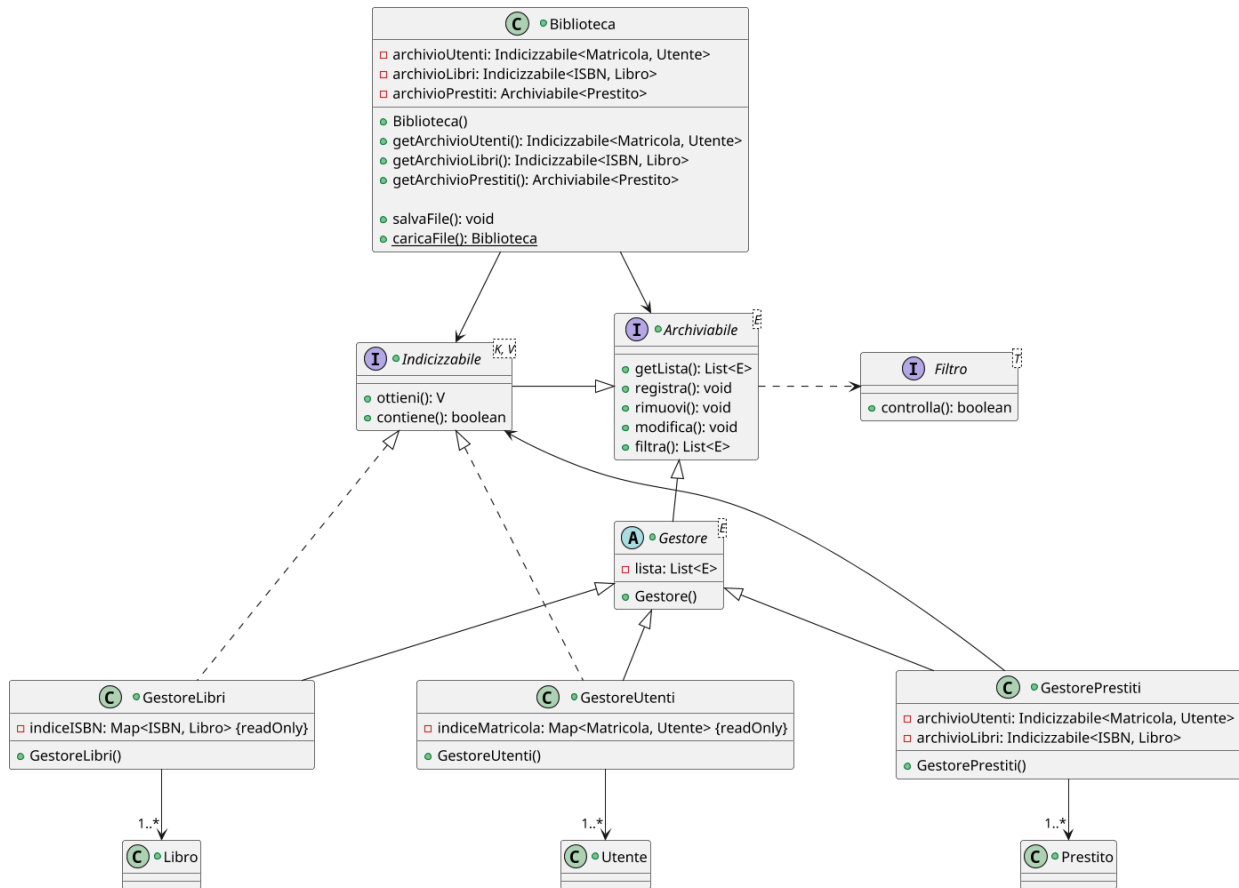 C Biblioteca
archivioUtenti: Indicizzabile<Matricola, Utente>
archivioLibri: Indicizzabile<ISBN, Libro>
archivioPrestiti: Archiviabile<Prestito>
Biblioteca()
getArchivioUtenti(): Indicizzabile<Matricola, Utente>
getArchivioLibri(): Indicizzabile<ISBN, Libro>
getArchivioPrestiti(): Archiviabile<Prestito>
salvaFile(): void
caricaFile(): Biblioteca
I Indicizzabile K, V
ottieni(): V
contiene(): boolean
I Archiviabile E
getLista(): List<E>
registra(): void
rimuovi(): void
modifica(): void
filtra(): List<E>
I Filtro T
controlla(): boolean
A Gestore E
lista: List<E>
Gestore()
C GestoreLibri
indiceISBN: Map<ISBN, Libro> {readOnly}
GestoreLibri()
C GestoreUtenti
indiceMatricola: Map<Matricola, Utente> {readOnly}
GestoreUtenti()
C GestorePrestiti
archivioUtenti: Indicizzabile<Matricola, Utente>
archivioLibri: Indicizzabile<ISBN, Libro>
GestorePrestiti()
1..*
1..*
1..*
C Libro
C Utente
C Prestito